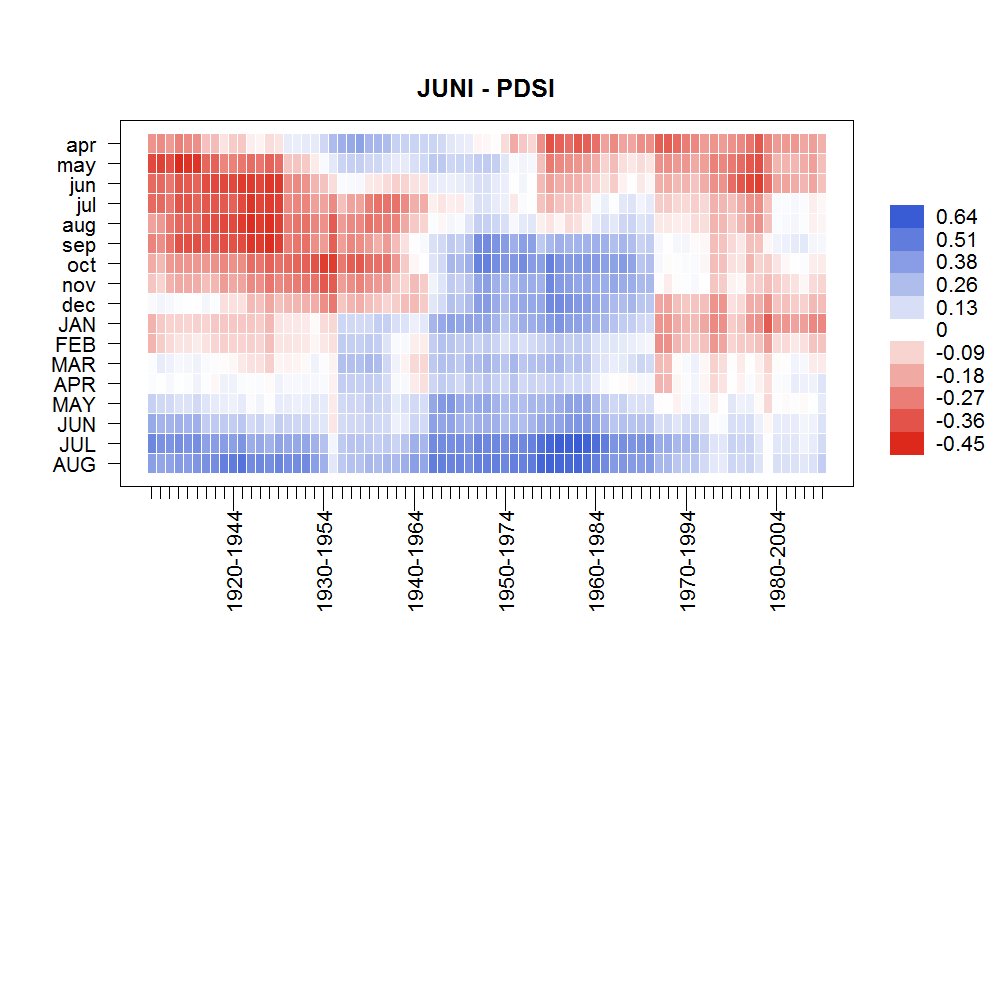 JUNI - PDSI
apr
may
jun
jul
aug
sep
oct
nov
dec
JAN
FEB
MAR
APR
MAY
JUN
JUL
AUG
0.64
0.51
0.38
0.26
0.13
0
-0.09
-0.18
-0.27
-0.36
-0.45
1920-1944
1930-1954
1940-1964
1950-1974
1960-1984
1970-1994
1980-2004